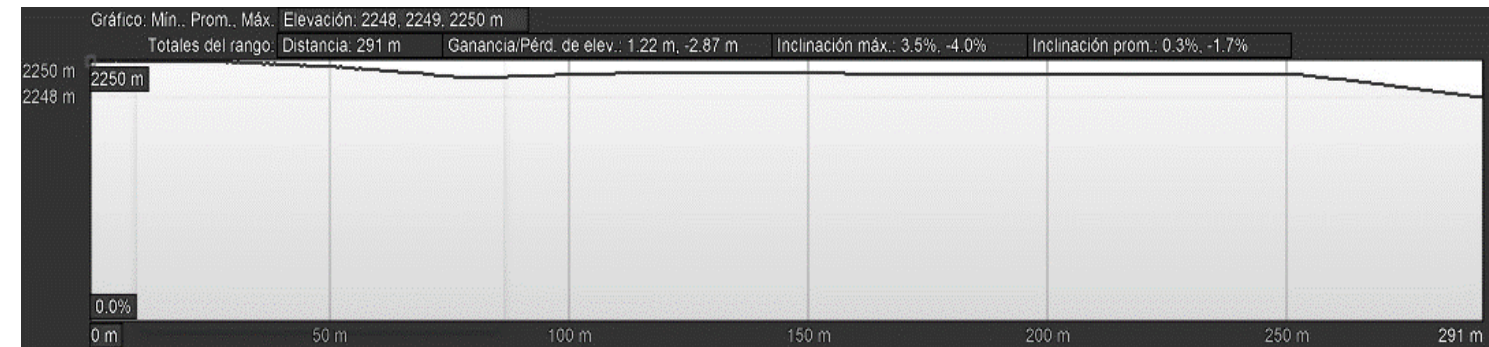 Gráfico: Mín., Prom., Máx. Elevación: 2248, 2249, 2250 m
Totales del rango: Distancia: 291 m Ganancia/Pérd. de elev.: 1.22 m, -2.87 m Inclinación máx.: 3.5%, -4.0% Inclinación prom.: 0.3%, -1.7%
2250 m
2250 m
2248 m
0.0%
0 m 50 m 100 m 150 m 200 m 250 m 291 m